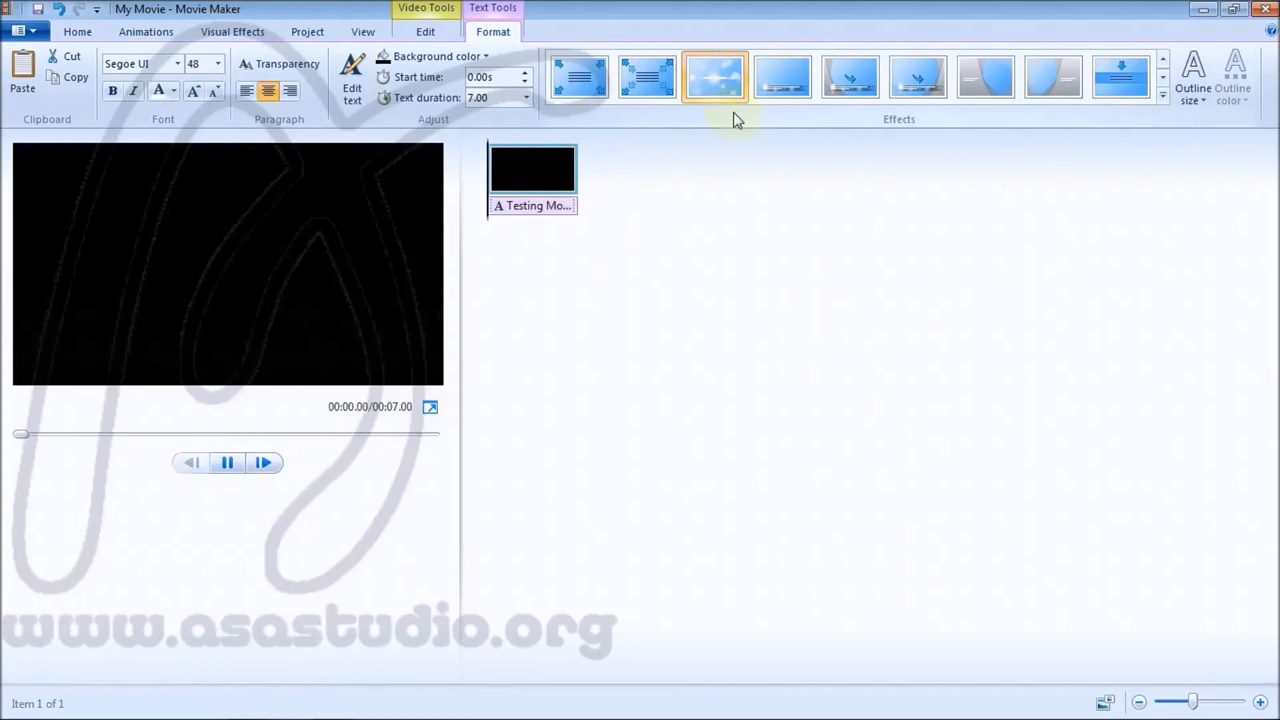 My Movie - Movie Maker
Video Tools
Text Tools
Home
Animations
Visual Effects
Project
View
Edit
Format
Paste
Cut
Copy
Clipboard
Segoe UI
48
B I A A A
Font
Transparency
Paragraph
Edit
text
Background color
Start time: 0.00s
Text duration: 7.00
Adjust
Effects
Outline
size
Outline
color
A Testing Mo...
00:00.00/00:07.00
www.asastudio.org
Item 1 of 1